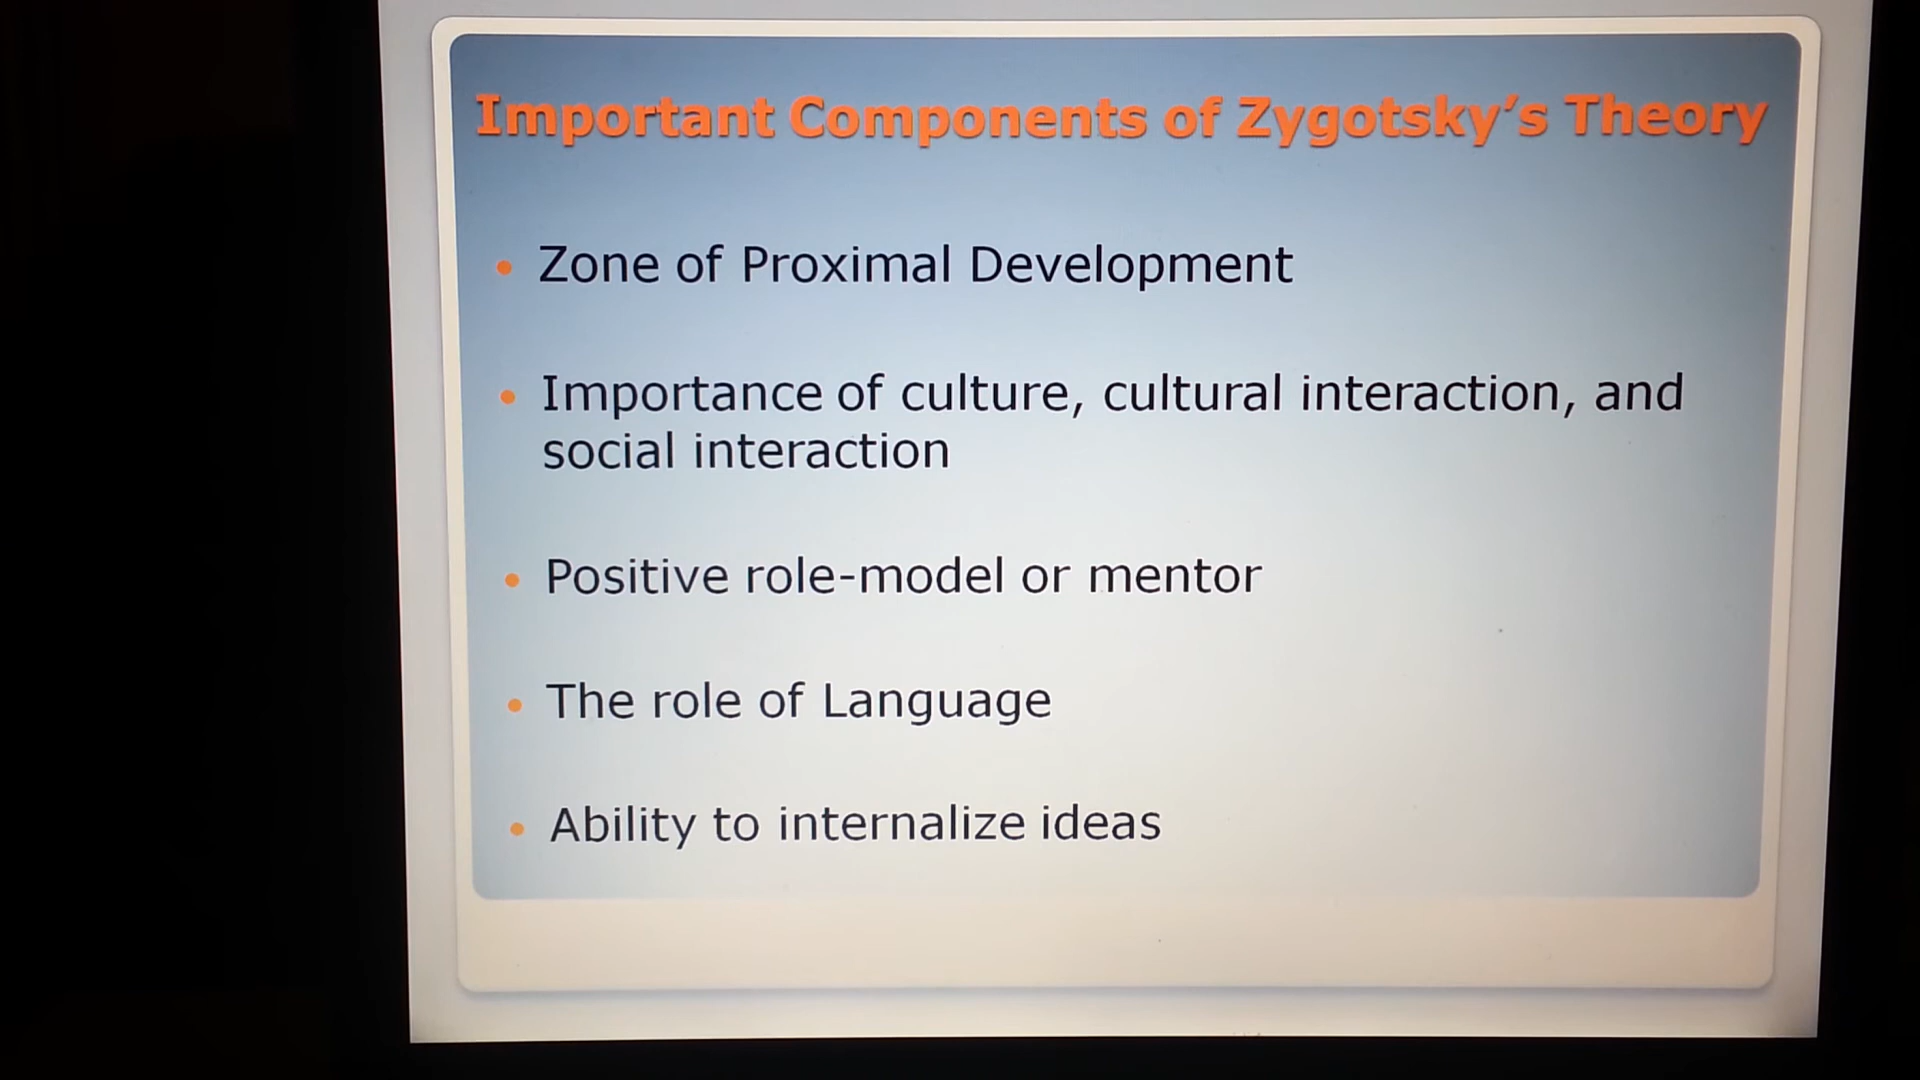 Important Components of Zygotsky’s Theory
• Zone of Proximal Development
• Importance of culture, cultural interaction, and
social interaction
• Positive role-model or mentor
• The role of Language
• Ability to internalize ideas